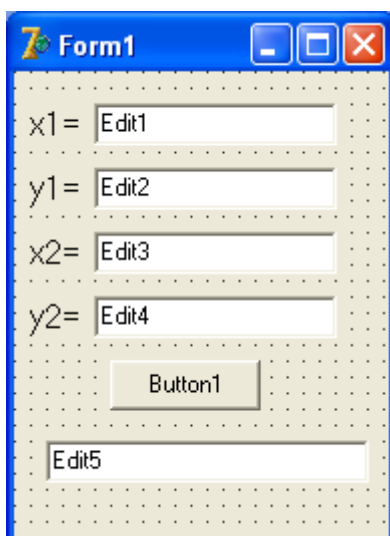 Form1
x1= Edit1
y1= Edit2
x2= Edit3
y2= Edit4
Button1
Edit5